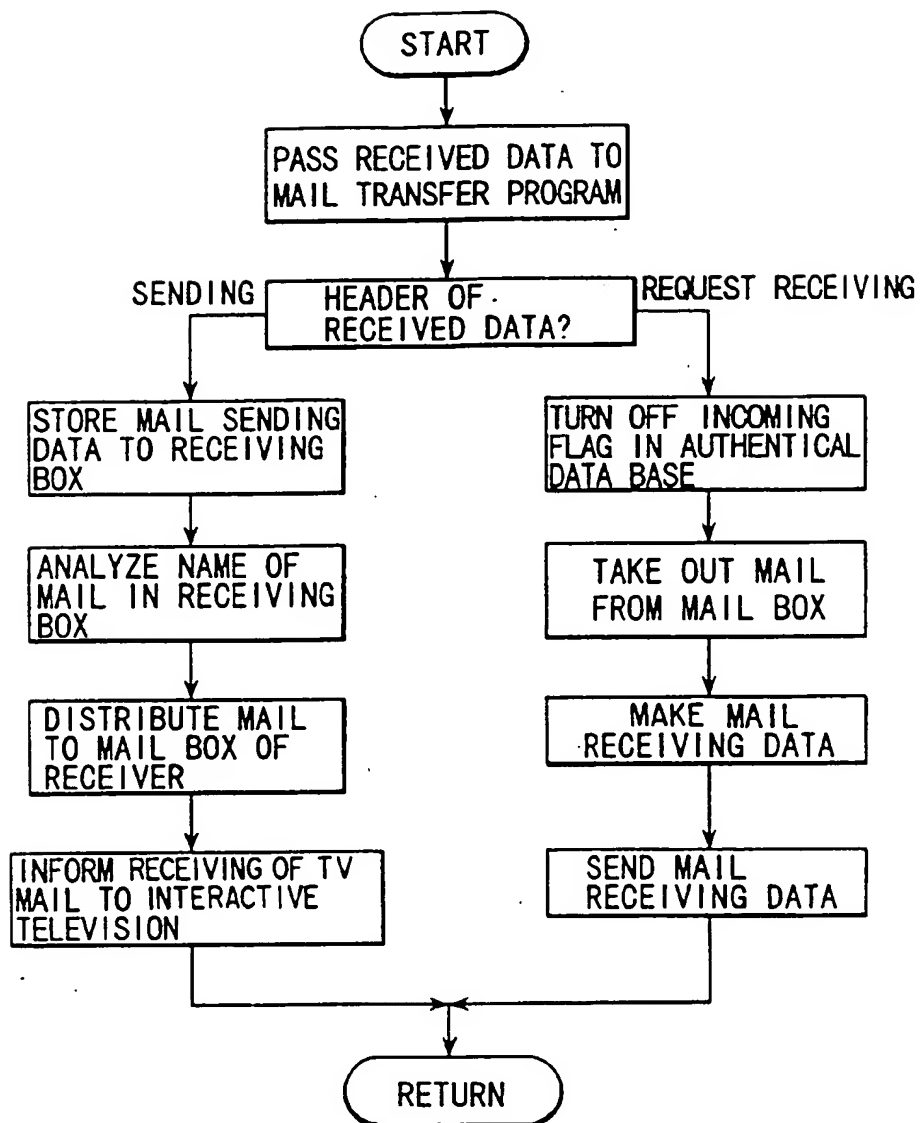 START
PASS RECEIVED DATA TO
MAIL TRANSFER PROGRAM
SENDING
HEADER OF
RECEIVED DATA?
REQUEST RECEIVING
STORE MAIL SENDING
DATA TO RECEIVING
BOX
ANALYZE NAME OF
MAIL IN RECEIVING
BOX
DISTRIBUTE MAIL
TO MAIL BOX OF
RECEIVER
INFORM RECEIVING OF TV
MAIL TO INTERACTIVE
TELEVISION
TURN OFF INCOMING
FLAG IN AUTHENTICAL
DATA BASE
TAKE OUT MAIL
FROM MAIL BOX
MAKE MAIL
RECEIVING DATA
SEND MAIL
RECEIVING DATA
RETURN